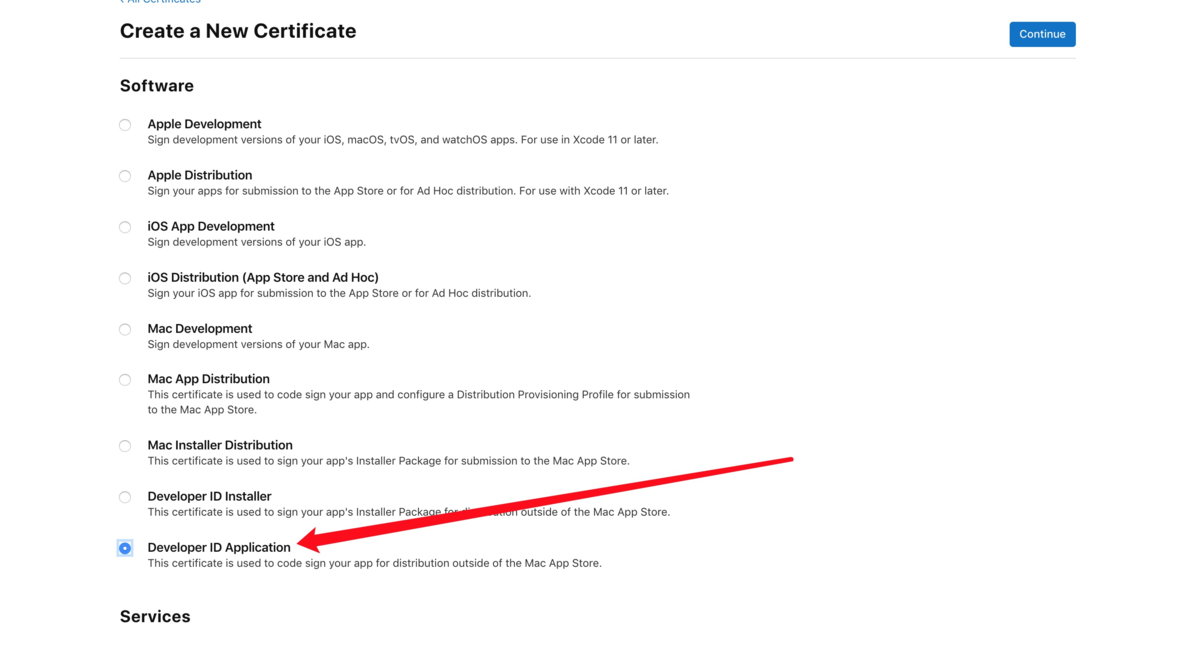 All Certificates
Create a New Certificate
Continue
Software
Apple Development
Sign development versions of your iOS, macOS, tvOS, and watchOS apps. For use in Xcode 11 or later.
Apple Distribution
Sign your apps for submission to the App Store or for Ad Hoc distribution. For use with Xcode 11 or later.
iOS App Development
Sign development versions of your iOS app.
iOS Distribution (App Store and Ad Hoc)
Sign your iOS app for submission to the App Store or for Ad Hoc distribution.
Mac Development
Sign development versions of your Mac app.
Mac App Distribution
This certificate is used to code sign your app and configure a Distribution Provisioning Profile for submission
to the Mac App Store.
Mac Installer Distribution
This certificate is used to sign your app's Installer Package for submission to the Mac App Store.
Developer ID Installer
This certificate is used to sign your app's Installer Package for distribution outside of the Mac App Store.
Developer ID Application
This certificate is used to code sign your app for distribution outside of the Mac App Store.
Services